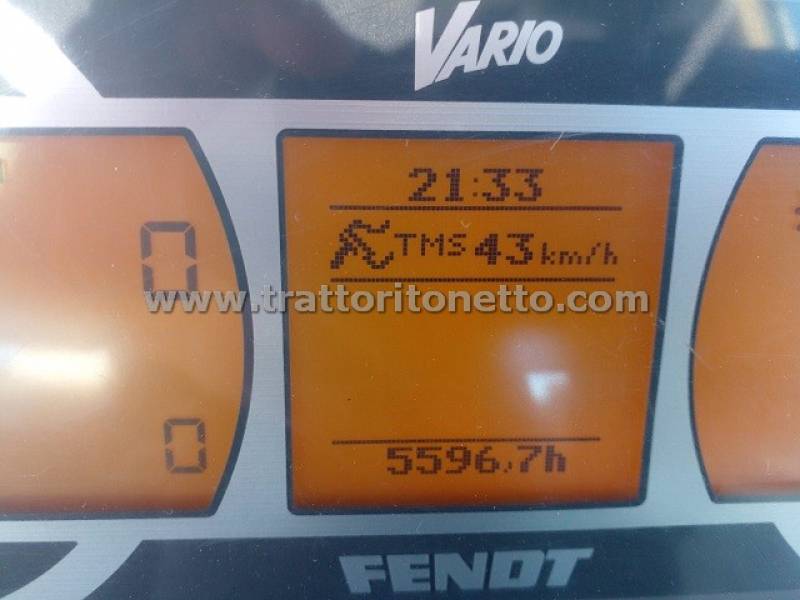 VARIO
21:33
TMS 43 km/h
0
www.trattoritonetto.com
0
5596,7h
FENDT